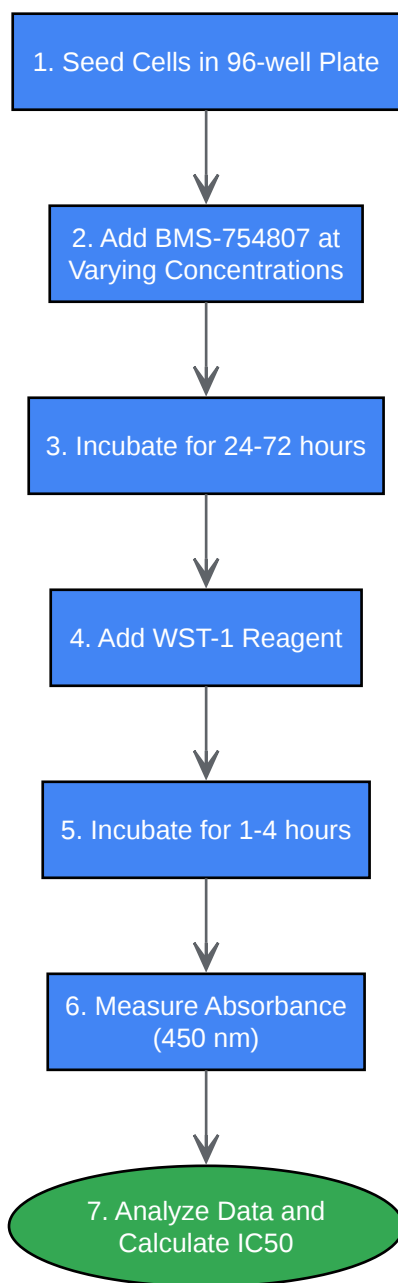 1. Seed Cells in 96-well Plate
2. Add BMS-754807 at
Varying Concentrations
3. Incubate for 24-72 hours
4. Add WST-1 Reagent
5. Incubate for 1-4 hours
6. Measure Absorbance
(450 nm)
7. Analyze Data and
Calculate IC50